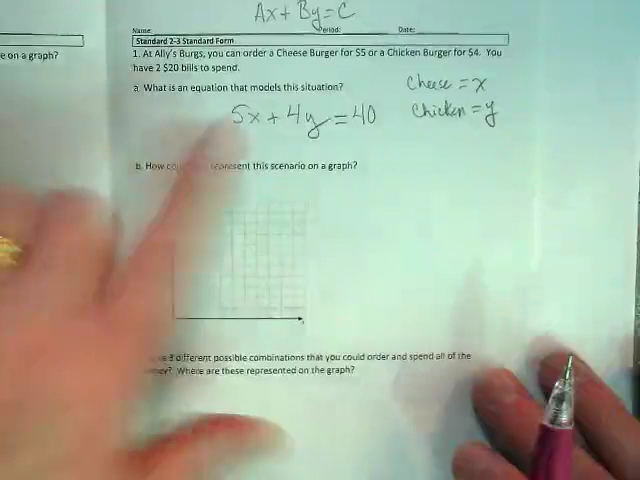 Ax + By = C
Name: Period: Date:
Standard 2-3 Standard Form
e on a graph?
1. At Ally's Burgs, you can order a Cheese Burger for $5 or a Chicken Burger for $4. You
have 2 $20 bills to spend.
a. What is an equation that models this situation?
Cheese = x
5x + 4y = 40
Chicken = y
b. How represent this scenario on a graph?
3 different possible combinations that you could order and spend all of the
Where are these represented on the graph?